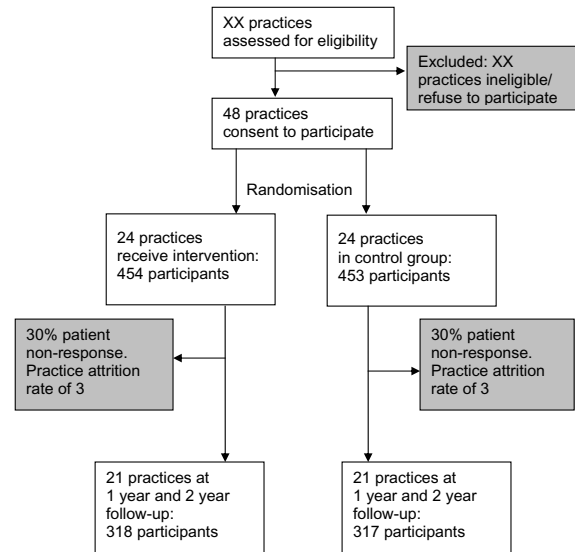 XX practices
assessed for eligibility
Excluded: XX
practices ineligible/
refuse to participate
48 practices
consent to participate
Randomisation
24 practices
receive intervention:
454 participants
24 practices
in control group:
453 participants
30% patient
non-response.
Practice attrition
rate of 3
30% patient
non-response.
Practice attrition
rate of 3
21 practices at
1 year and 2 year
follow-up:
318 participants
21 practices at
1 year and 2 year
follow-up:
317 participants